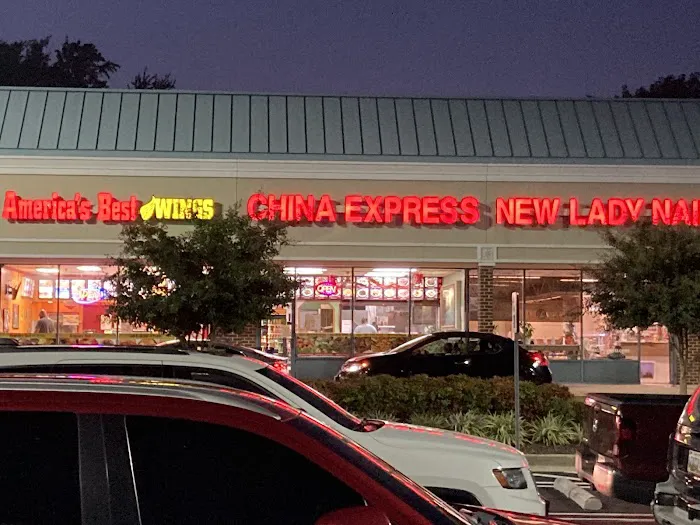 America's Best WINGS
CHINA EXPRESS
NEW LADY NAI
OPEN